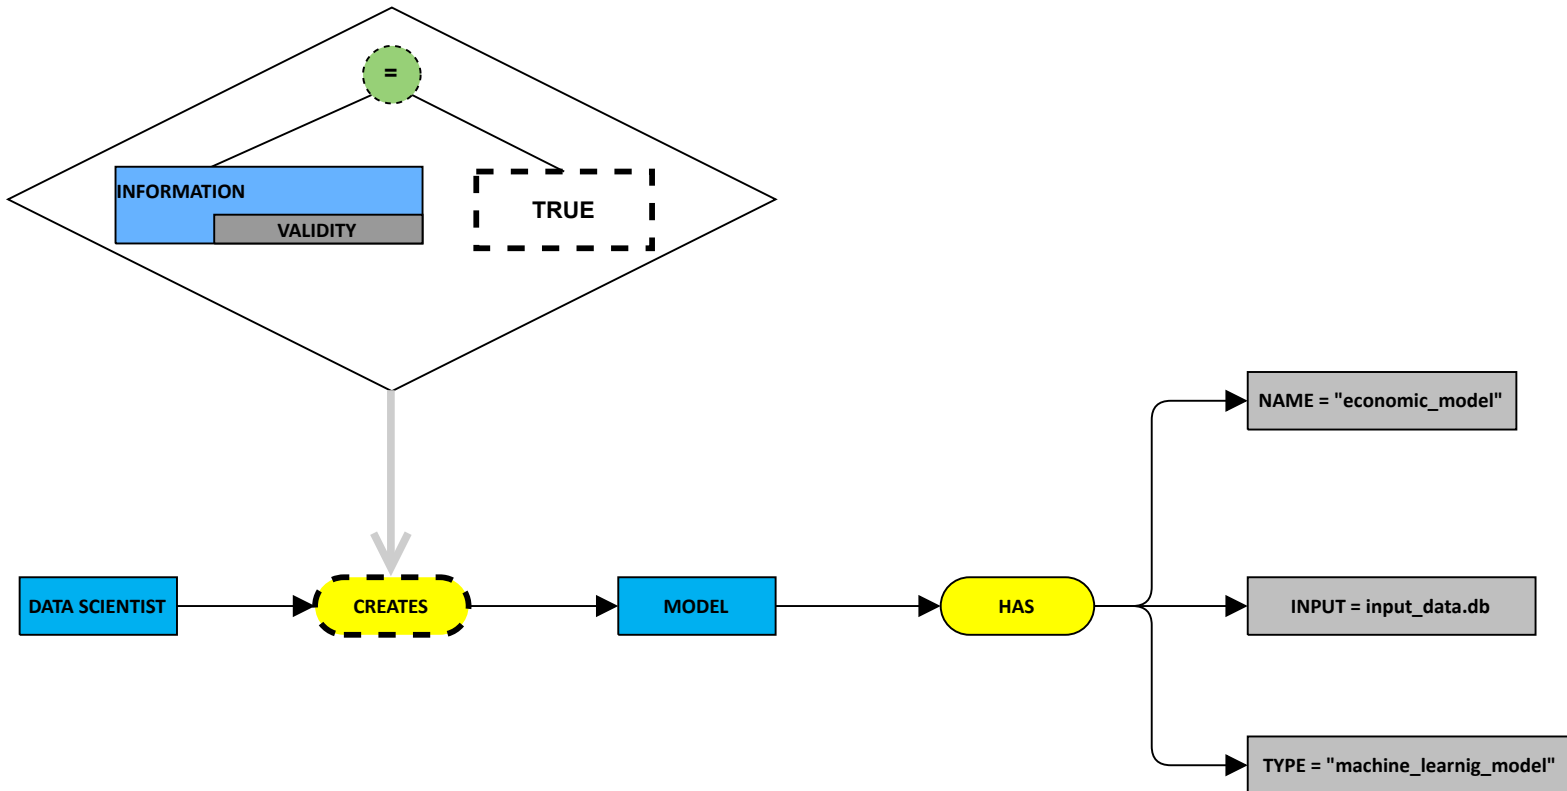 =
INFORMATION
VALIDITY
TRUE
NAME = "economic_model"
DATA SCIENTIST
CREATES
MODEL
HAS
INPUT = input_data.db
TYPE = "machine_learnig_model"